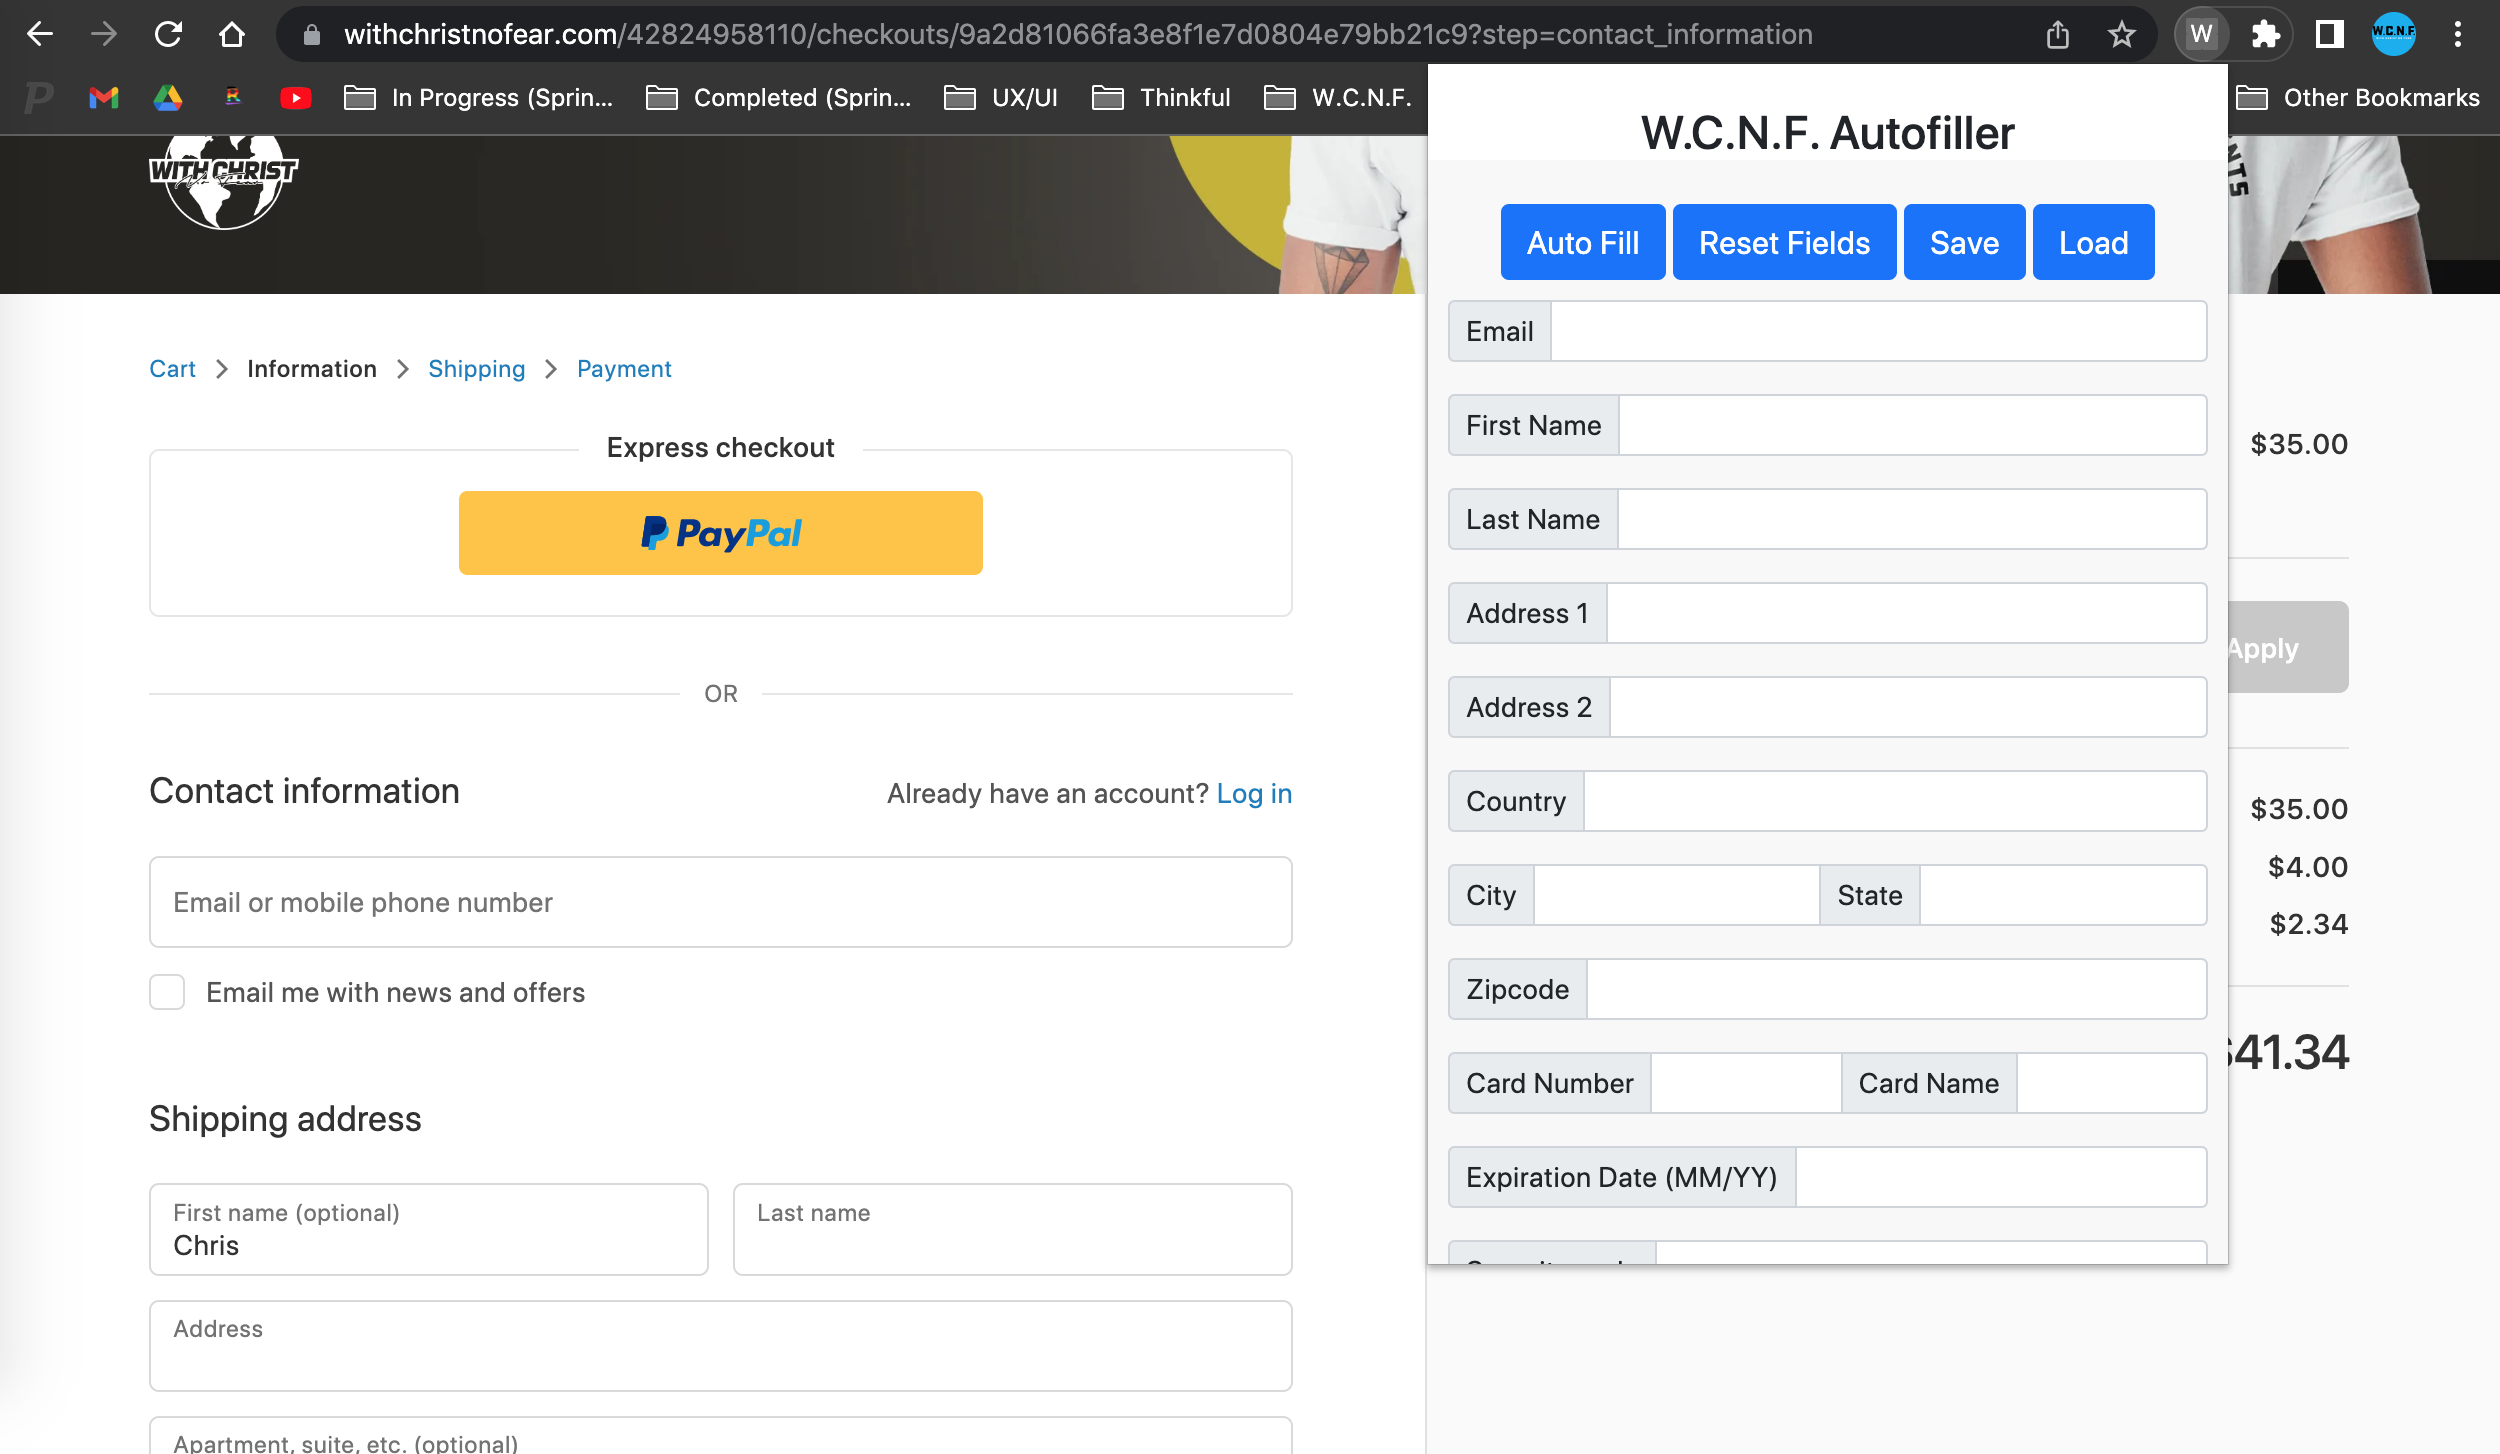 withchristnofear.com/42824958110/checkouts/9a2d81066fa3e8f1e7d0804e79bb21c9?step=contact_information
W
W.C.N.F.
In Progress (Sprin...
Completed (Sprin...
UX/UI
Thinkful
W.C.N.F.
Other Bookmarks
WITH CHRIST
No Fear
NTS
Cart > Information > Shipping > Payment
Express checkout
PayPal
OR
Contact information
Already have an account? Log in
Email or mobile phone number
Email me with news and offers
Shipping address
First name (optional)
Chris
Last name
Address
Apartment, suite, etc. (optional)
W.C.N.F. Autofiller
Auto Fill
Reset Fields
Save
Load
Email
First Name
Last Name
Address 1
Address 2
Country
City
State
Zipcode
Card Number
Card Name
Expiration Date (MM/YY)
$35.00
Apply
$35.00
$4.00
$2.34
$41.34